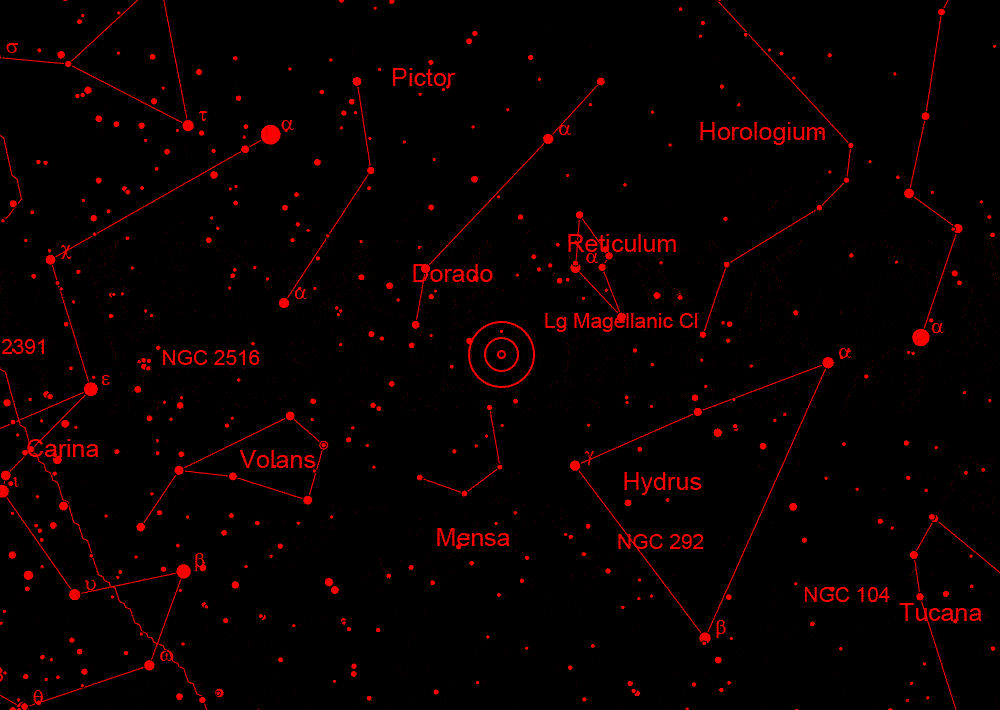 σ
Pictor
τ
α
α
Horologium
χ
Reticulum
α
Dorado
α
Lg Magellanic Cl
α
2391
NGC 2516
α
ε
Carina
Volans
γ
Hydrus
ι
Mensa
NGC 292
β
υ
NGC 104
Tucana
β
ω
θ